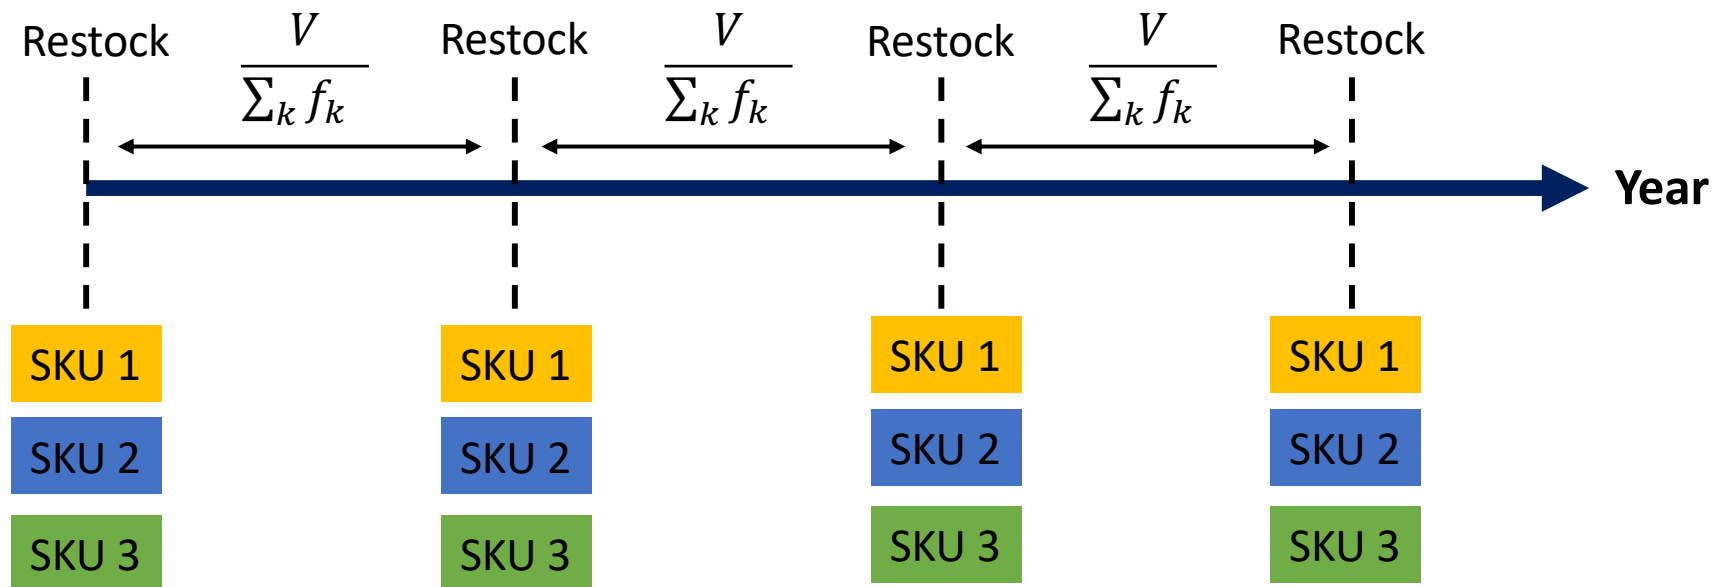 Restock V Restock V Restock V Restock
∑ₖ fₖ ∑ₖ fₖ ∑ₖ fₖ
Year
SKU 1 SKU 1 SKU 1 SKU 1
SKU 2 SKU 2 SKU 2 SKU 2
SKU 3 SKU 3 SKU 3 SKU 3